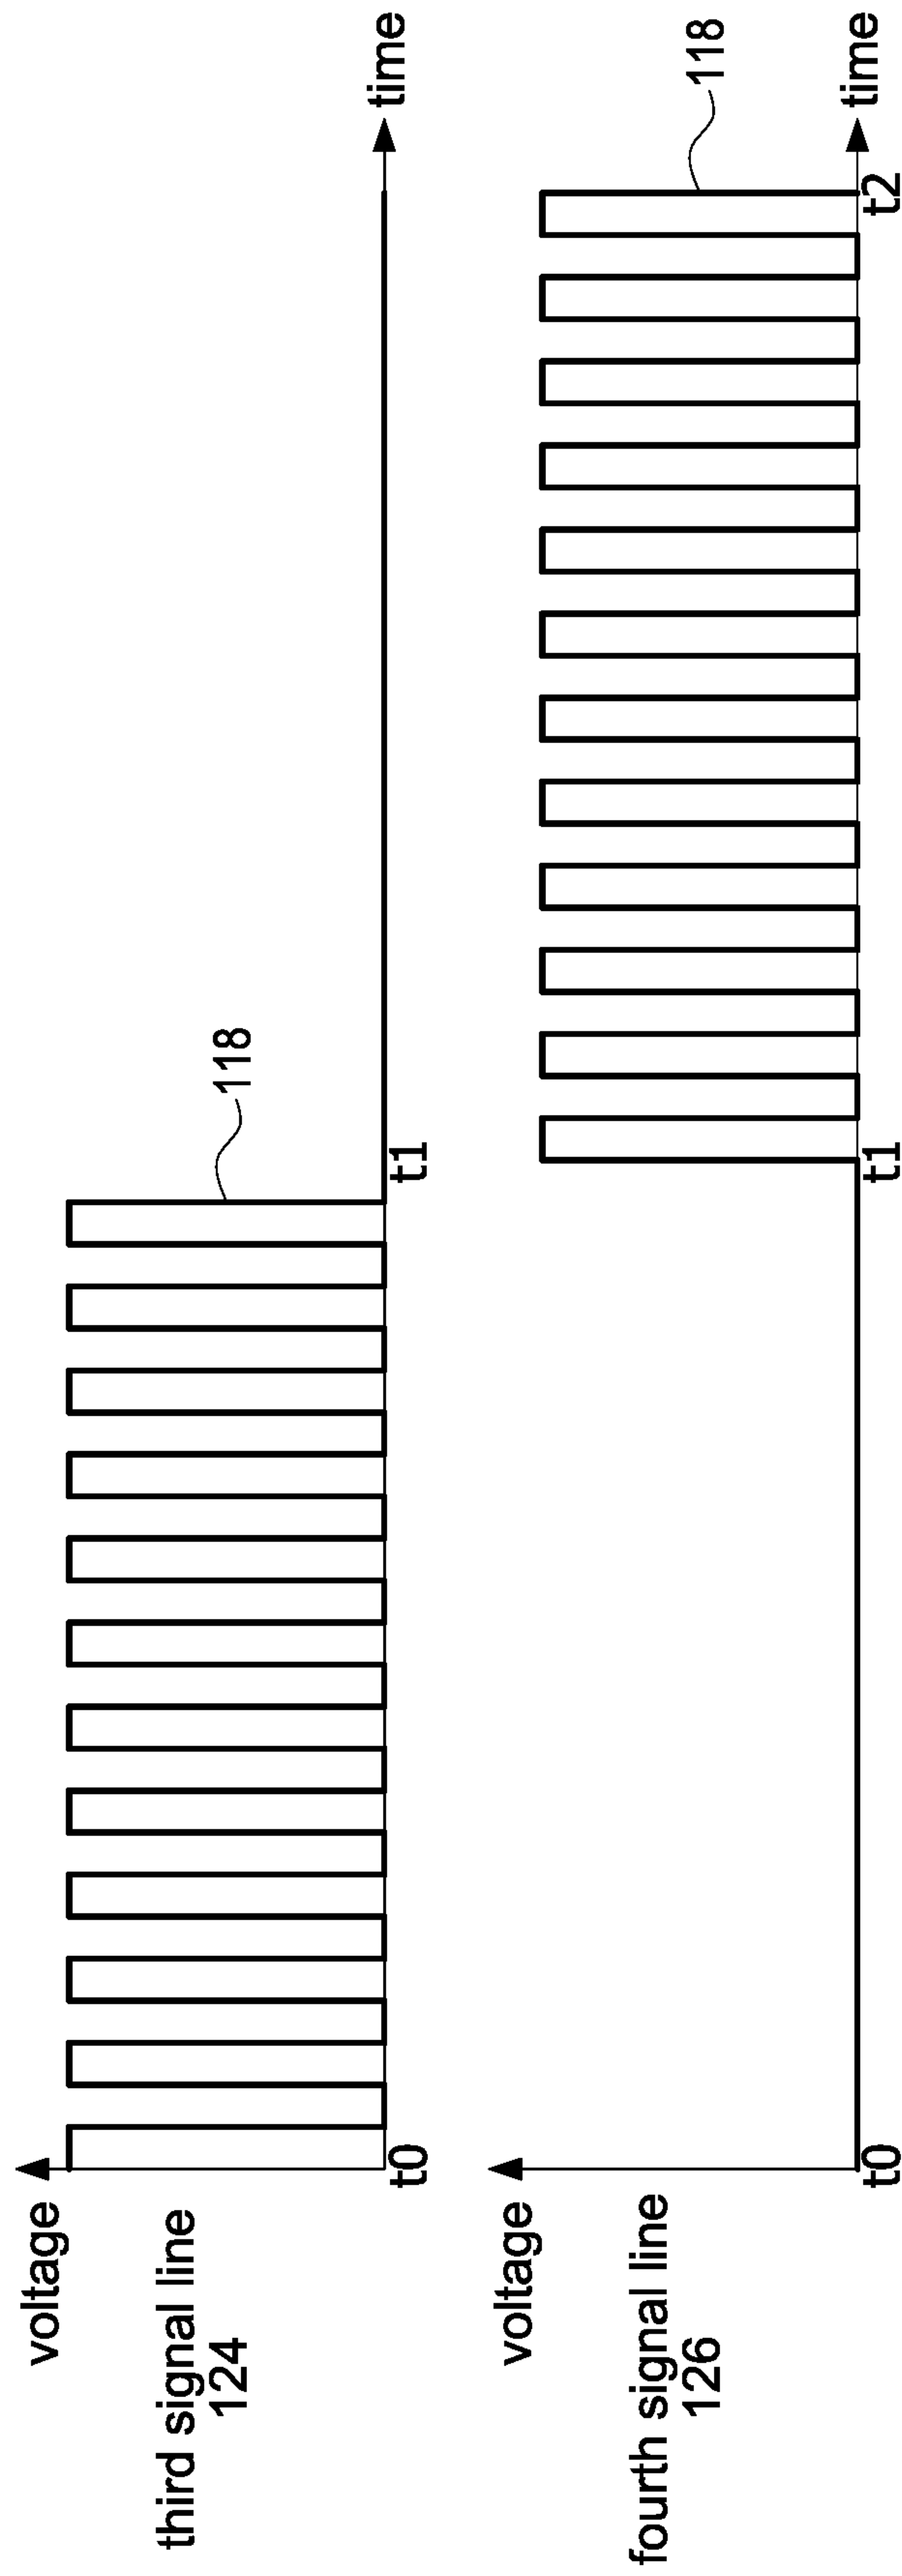 voltage
third signal line
124
118
t0
t1
time
voltage
fourth signal line
126
118
t0
t1
t2
time